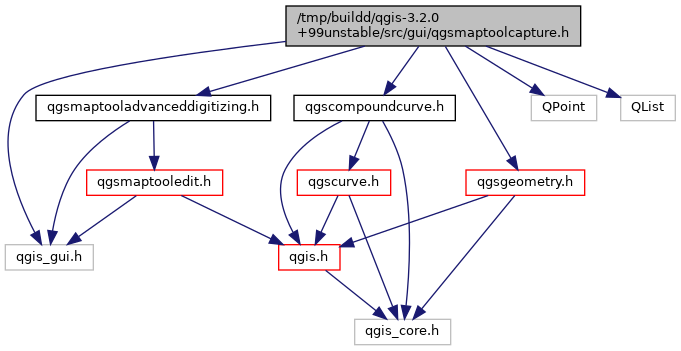 /tmp/buildd/qgis-3.2.0
+99unstable/src/gui/qgsmaptoolcapture.h
qgsmaptooladvanceddigitizing.h
qgscompoundcurve.h
QPoint
QList
qgsmaptooledit.h
qgscurve.h
qgsgeometry.h
qgis_gui.h
qgis.h
qgis_core.h